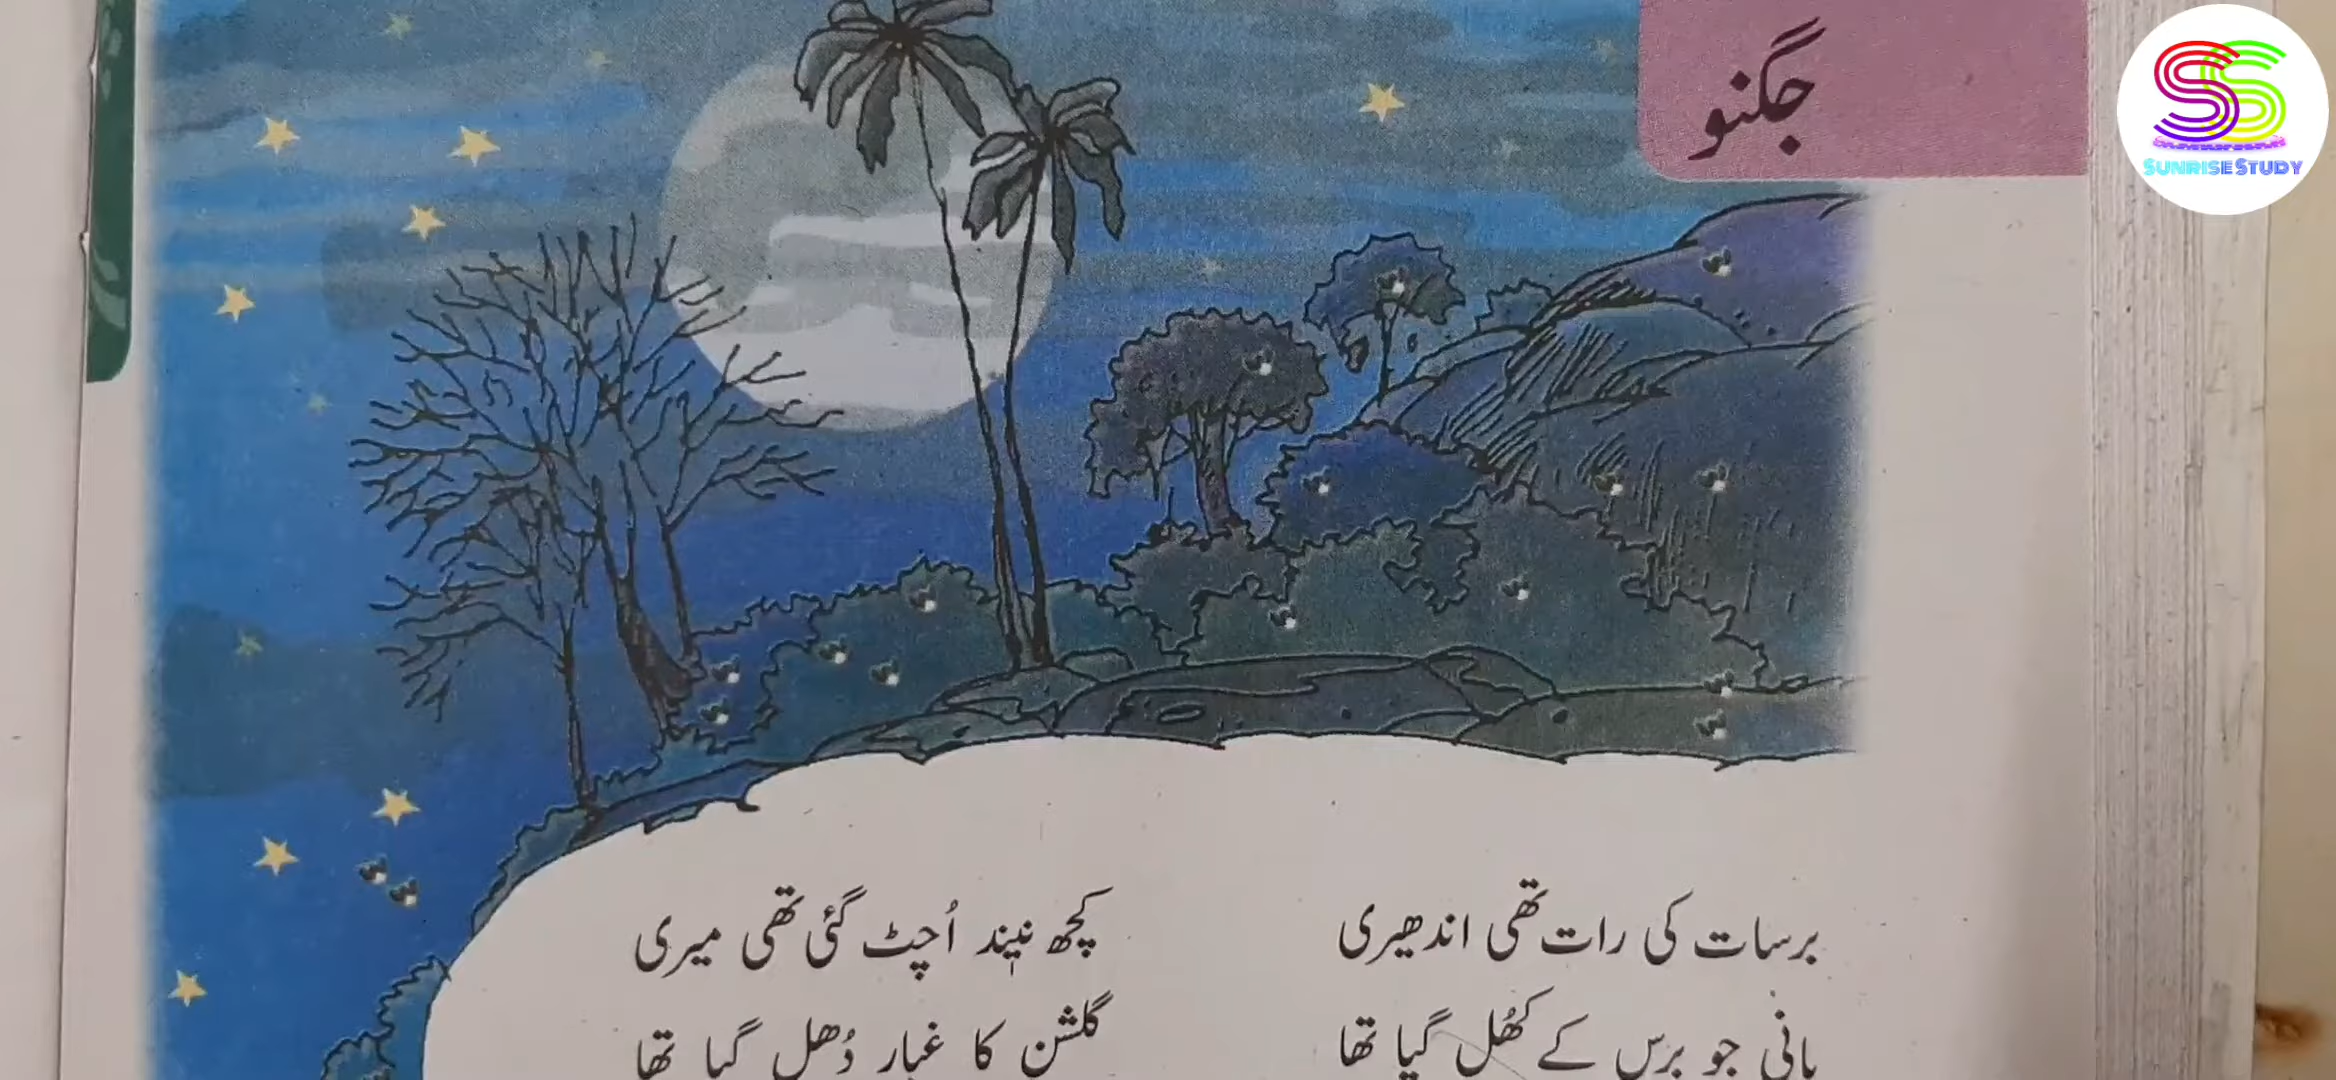 جگنو
SS
SUNRISESTUDY
برسات کی رات تھی اندھیری کچھ نیند اُچٹ گئی تھی میری
پانی جو برس کے کھُل گیا تھا گلشن کا غبار دُھل گیا تھا